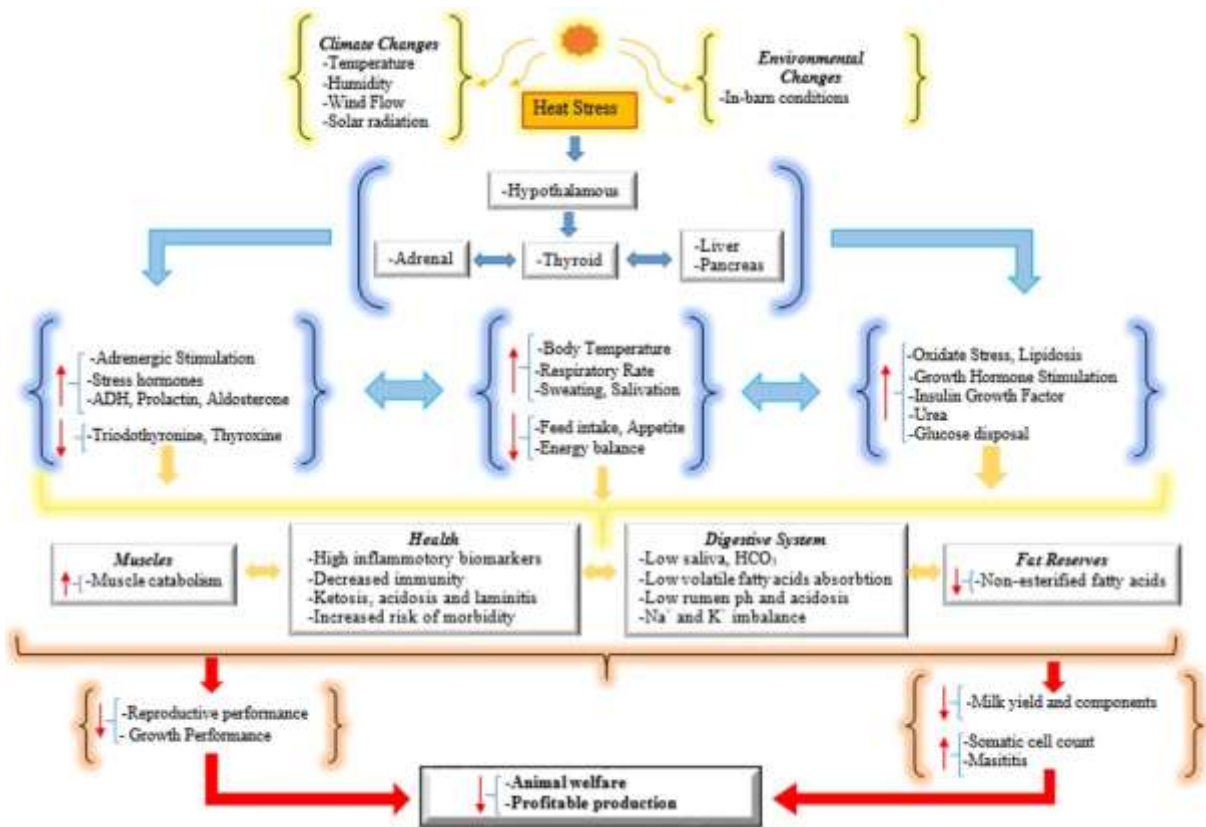 Climate Changes
-Temperature
-Humidity
-Wind Flow
-Solar radiation
Environmental
Changes
-In-barn conditions
Heat Stress
-Hypothalamous
-Adrenal
-Thyroid
-Liver
-Pancreas
-Adrenergic Stimulation
-Stress hormones
-ADH, Prolactin, Aldosterone
-Triodothyronine, Thyroxine
-Body Temperature
-Respiratory Rate
-Sweating, Salivation
-Feed intake, Appetite
-Energy balance
-Oxidate Stress, Lipidosis
-Growth Hormone Stimulation
-Insulin Growth Factor
-Urea
-Glucose disposal
Muscles
-Muscle catabolism
Health
-High inflammotory biomarkers
-Decreased immunity
-Ketosis, acidosis and laminitis
-Increased risk of morbidity
Digestive System
-Low saliva, HCO₃
-Low volatile fatty acids absorbtion
-Low rumen ph and acidosis
-Na⁺ and K⁺ imbalance
Fat Reserves
-Non-esterified fatty acids
-Reproductive performance
- Growth Performance
-Milk yield and components
-Somatic cell count
-Masititis
-Animal welfare
-Profitable production